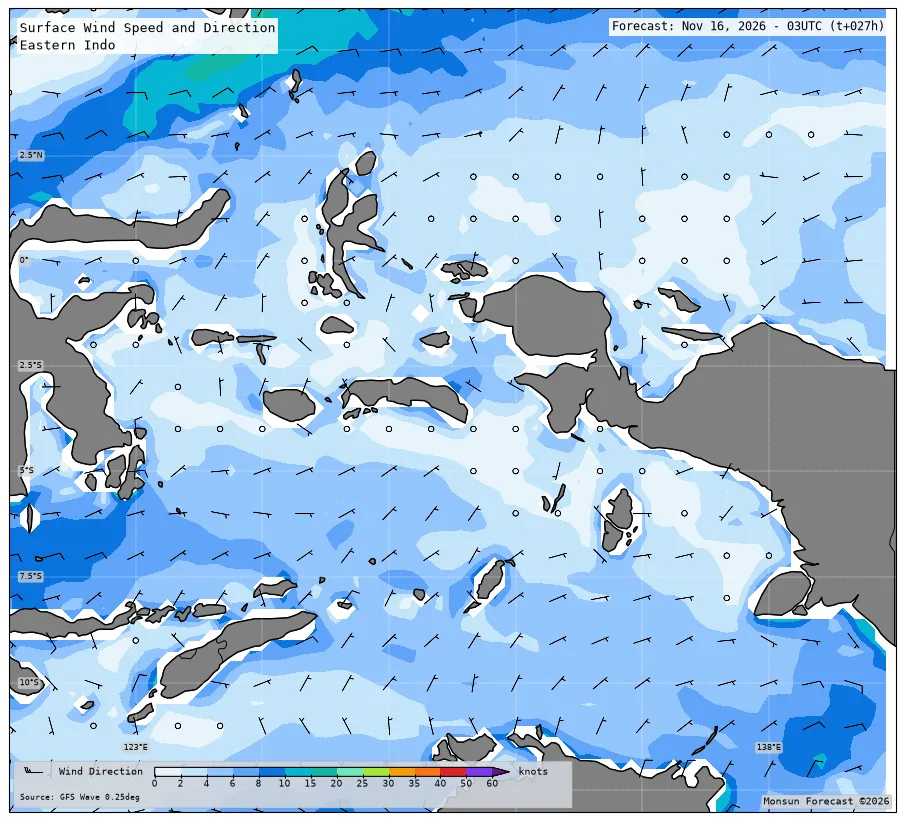 Surface Wind Speed and Direction
Eastern Indo
Forecast: Nov 16, 2026 - 03UTC (t+027h)
2.5°N
0°
2.5°S
5°S
7.5°S
10°S
123°E
138°E
Wind Direction
0 2 4 6 8 10 15 20 25 30 35 40 45 50 60
knots
Source: GFS Wave 0.25deg
Monsun Forecast ©2026